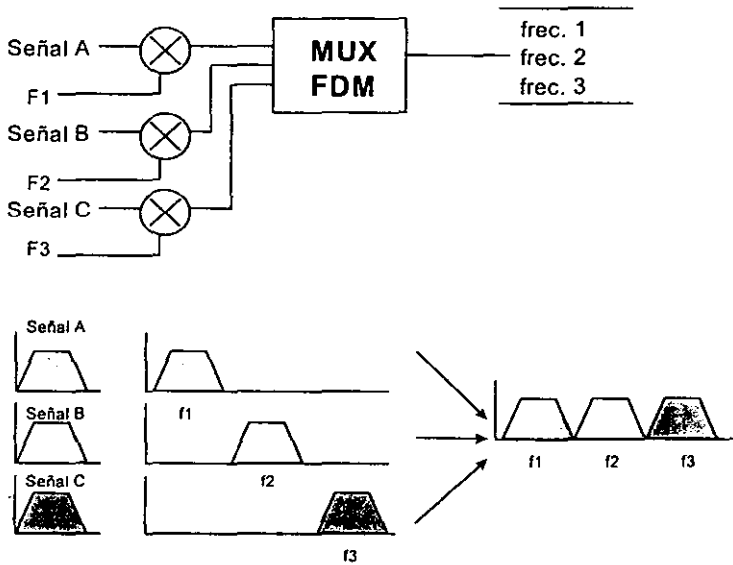 Señal A
F1
Señal B
F2
Señal C
F3
MUX
FDM
frec. 1
frec. 2
frec. 3
Señal A
f1
Señal B
f2
Señal C
f3
f1 f2 f3